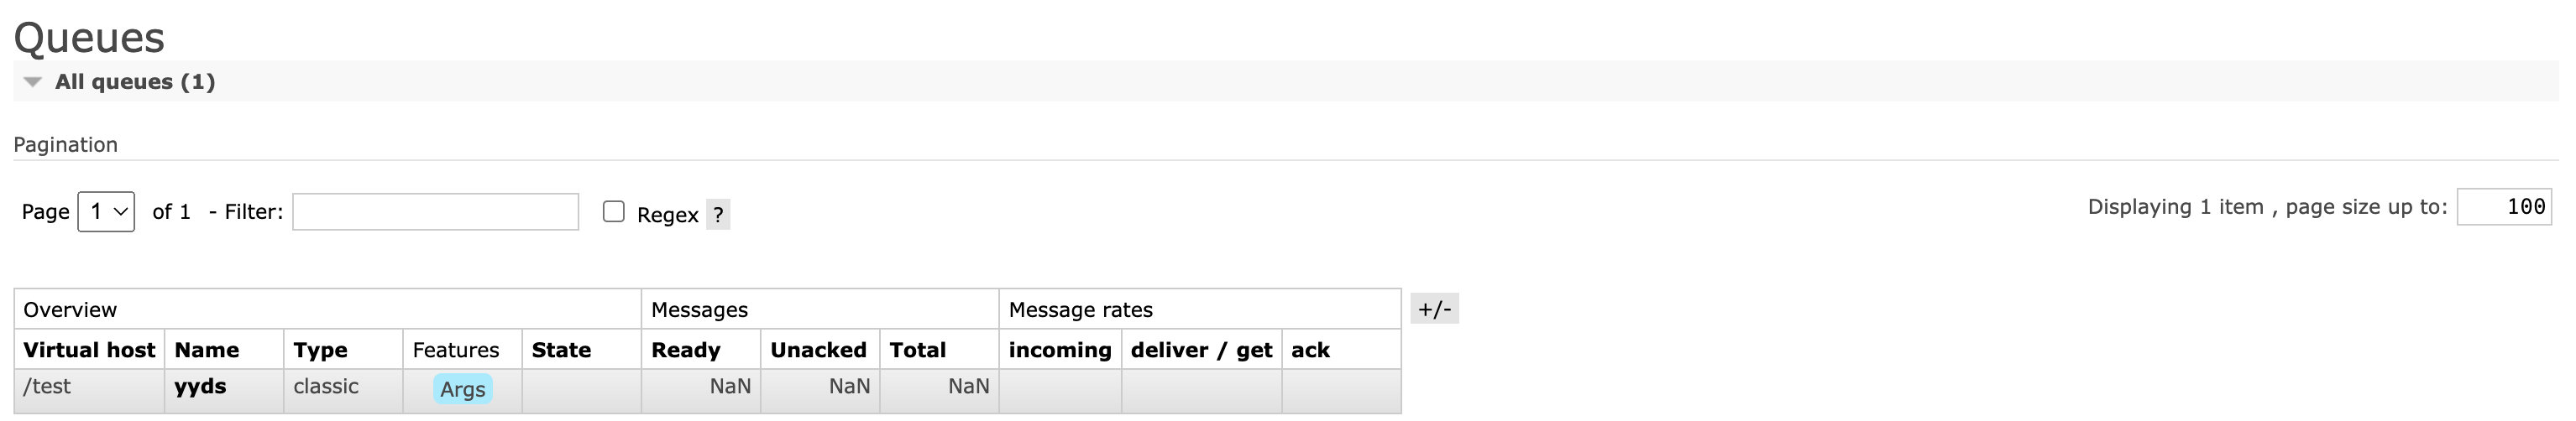 Queues
All queues (1)
Pagination
Page 1 of 1 - Filter: Regex ? Displaying 1 item , page size up to: 100
Overview Messages Message rates +/-
Virtual host Name Type Features State Ready Unacked Total incoming deliver / get ack
/test yyds classic Args NaN NaN NaN